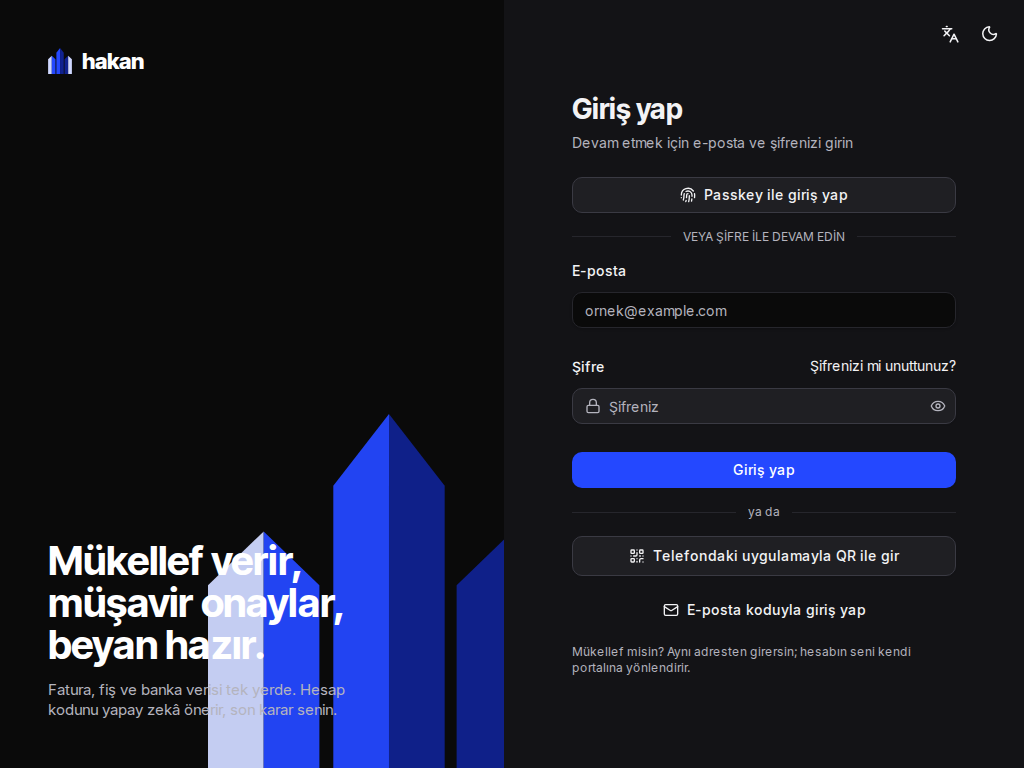 hakan
Mükellef verir,
müşavir onaylar,
beyan hazır.
Fatura, fiş ve banka verisi tek yerde. Hesap
kodunu yapay zekâ önerir, son karar senin.
Giriş yap
Devam etmek için e-posta ve şifrenizi girin
Passkey ile giriş yap
VEYA ŞİFRE İLE DEVAM EDİN
E-posta
ornek@example.com
Şifre
Şifrenizi mi unuttunuz?
Şifreniz
Giriş yap
ya da
Telefondaki uygulamayla QR ile gir
E-posta koduyla giriş yap
Mükellef misin? Aynı adresten girersin; hesabın seni kendi
portalına yönlendirir.